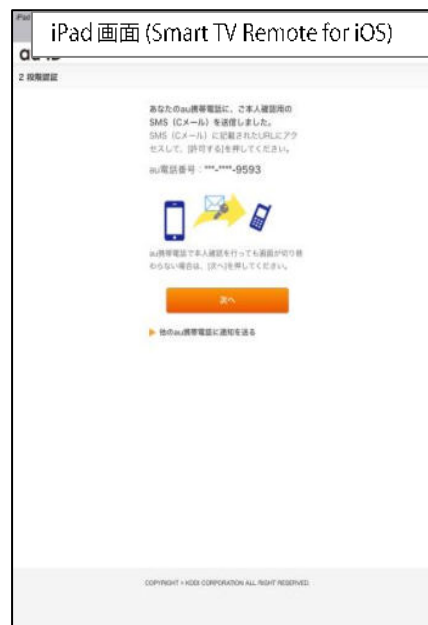 iPad
iPad 画面 (Smart TV Remote for iOS)
au ID
2 段階認証
あなたのau携帯電話に、ご本人確認用の
SMS（Cメール）を送信しました。
SMS（Cメール）に記載されたURLにアク
セスして、[許可する]を押してください。
au電話番号：***-****-9593
au携帯電話で本人確認を行っても画面が切り替
わらない場合は、[次へ]を押してください。
次へ
他のau携帯電話に通知を送る
COPYRIGHT © KDDI CORPORATION ALL RIGHT RESERVED.